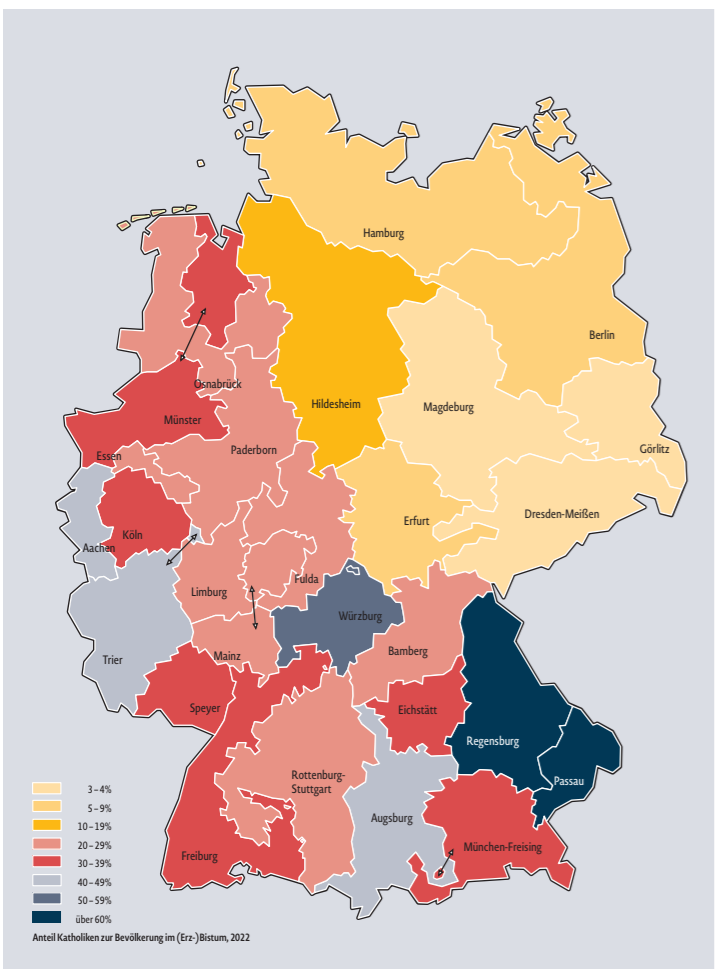 Hamburg
Berlin
Osnabrück
Hildesheim
Magdeburg
Münster
Paderborn
Görlitz
Essen
Dresden-Meißen
Erfurt
Köln
Aachen
Fulda
Limburg
Würzburg
Bamberg
Mainz
Trier
Speyer
Eichstätt
Regensburg
Rottenburg-
Stuttgart
Passau
Augsburg
München-Freising
Freiburg
3 – 4%
5 – 9%
10 – 19%
20 – 29%
30 – 39%
40 – 49%
50 – 59%
über 60%
Anteil Katholiken zur Bevölkerung im (Erz-)Bistum, 2022